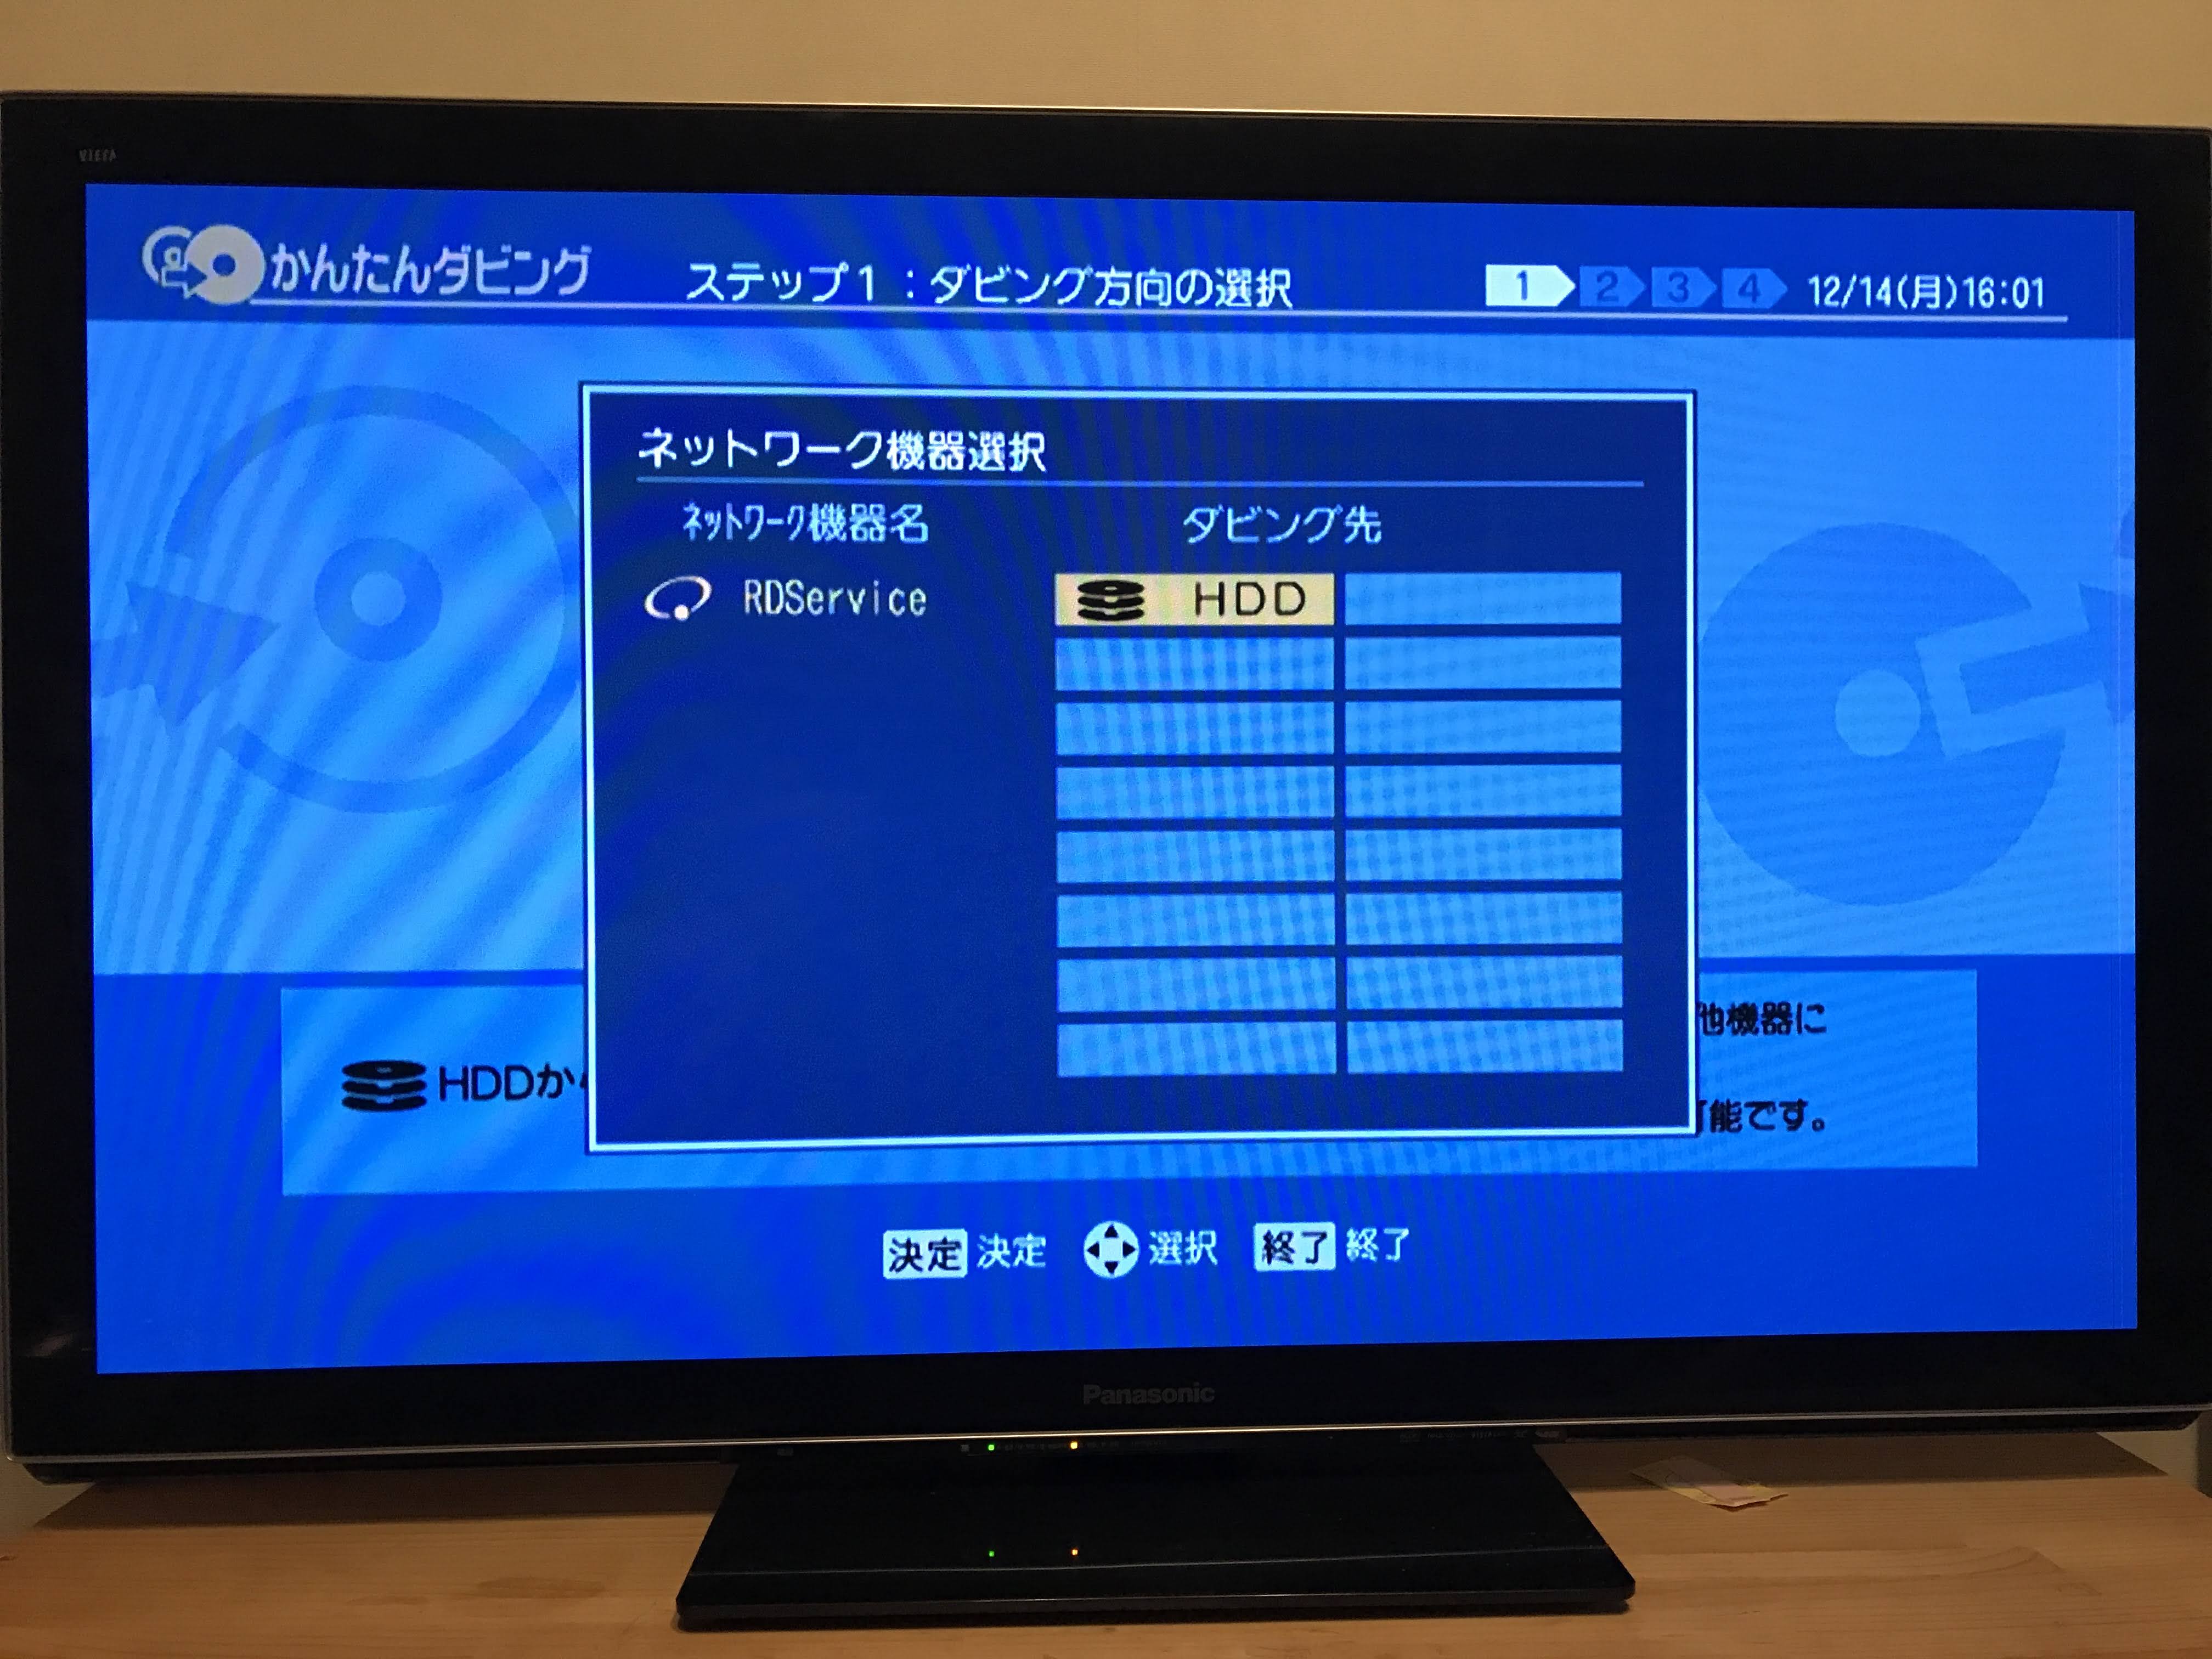 VIERA
かんたんダビング
ステップ1：ダビング方向の選択
1 2 3 4
12/14(月)16:01
ネットワーク機器選択
ﾈｯﾄﾜｰｸ機器名 ダビング先
RDService HDD
他機器に
HDDか
能です。
決定 決定 選択 終了 終了
Panasonic